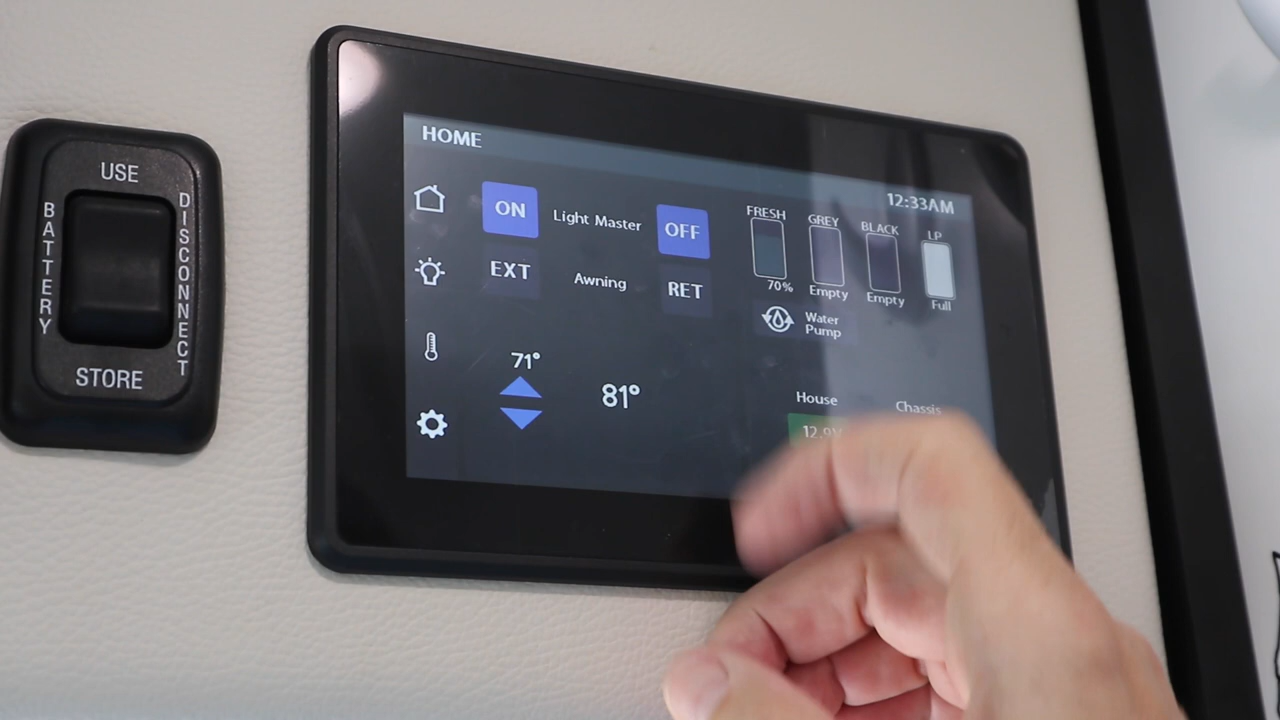 USE
BATTERY
DISCONNECT
STORE
HOME
12:33AM
ON
Light Master
OFF
EXT
Awning
RET
FRESH
GREY
BLACK
LP
70%
Empty
Empty
Full
Water
Pump
71°
81°
House
Chassis
12.9V